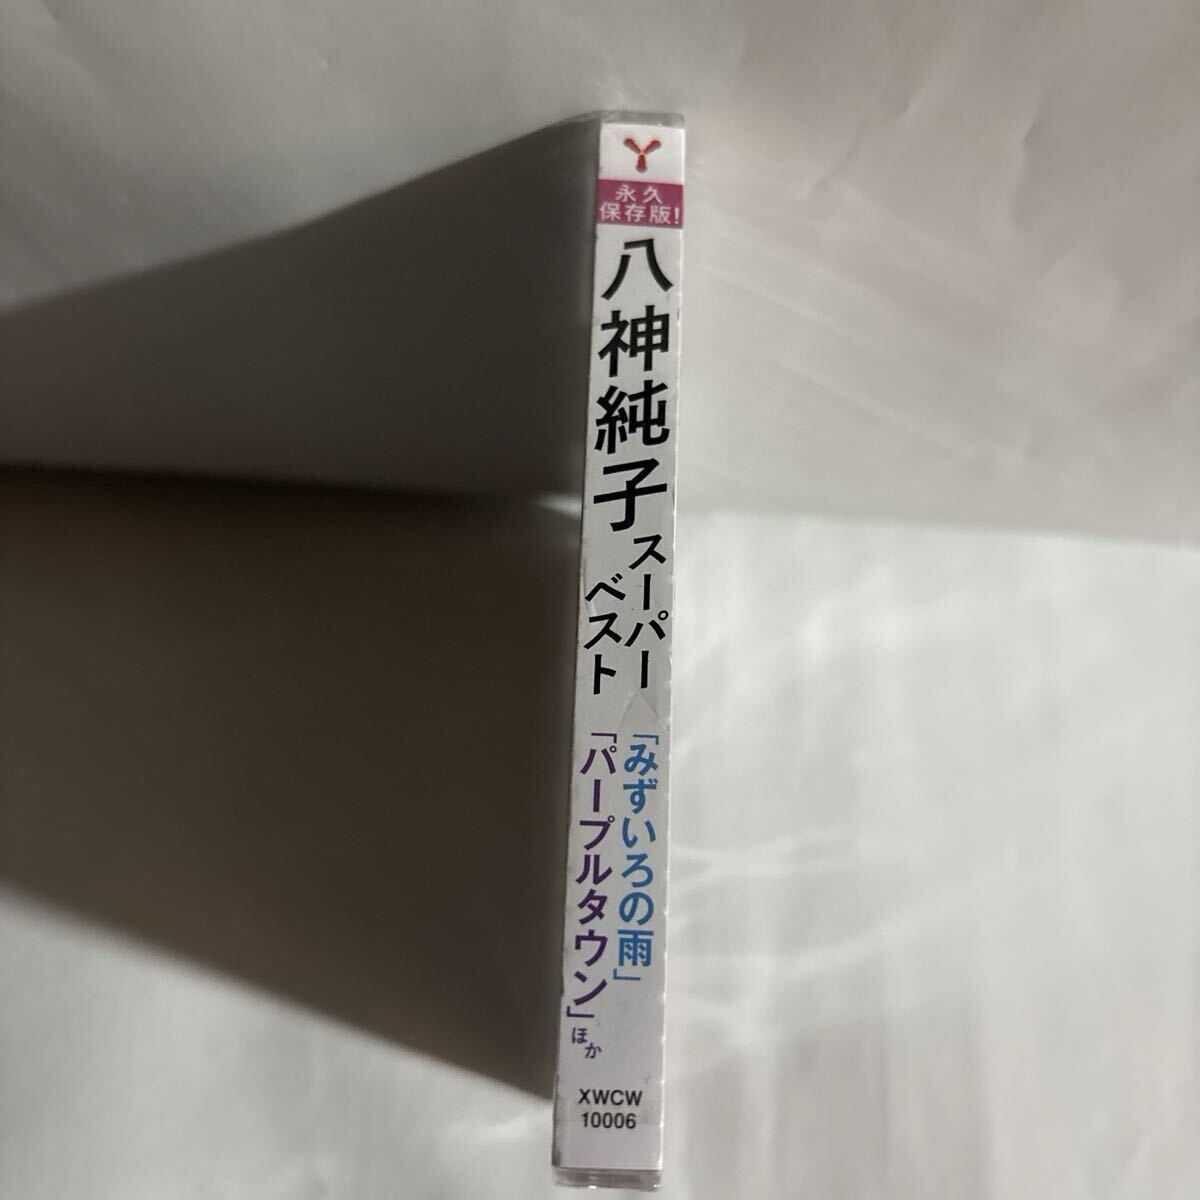 永久
保存版!
八神純子
スーパー
ベスト
「みずいろの雨」
「パープルタウン」
ほか
XWCW
10006